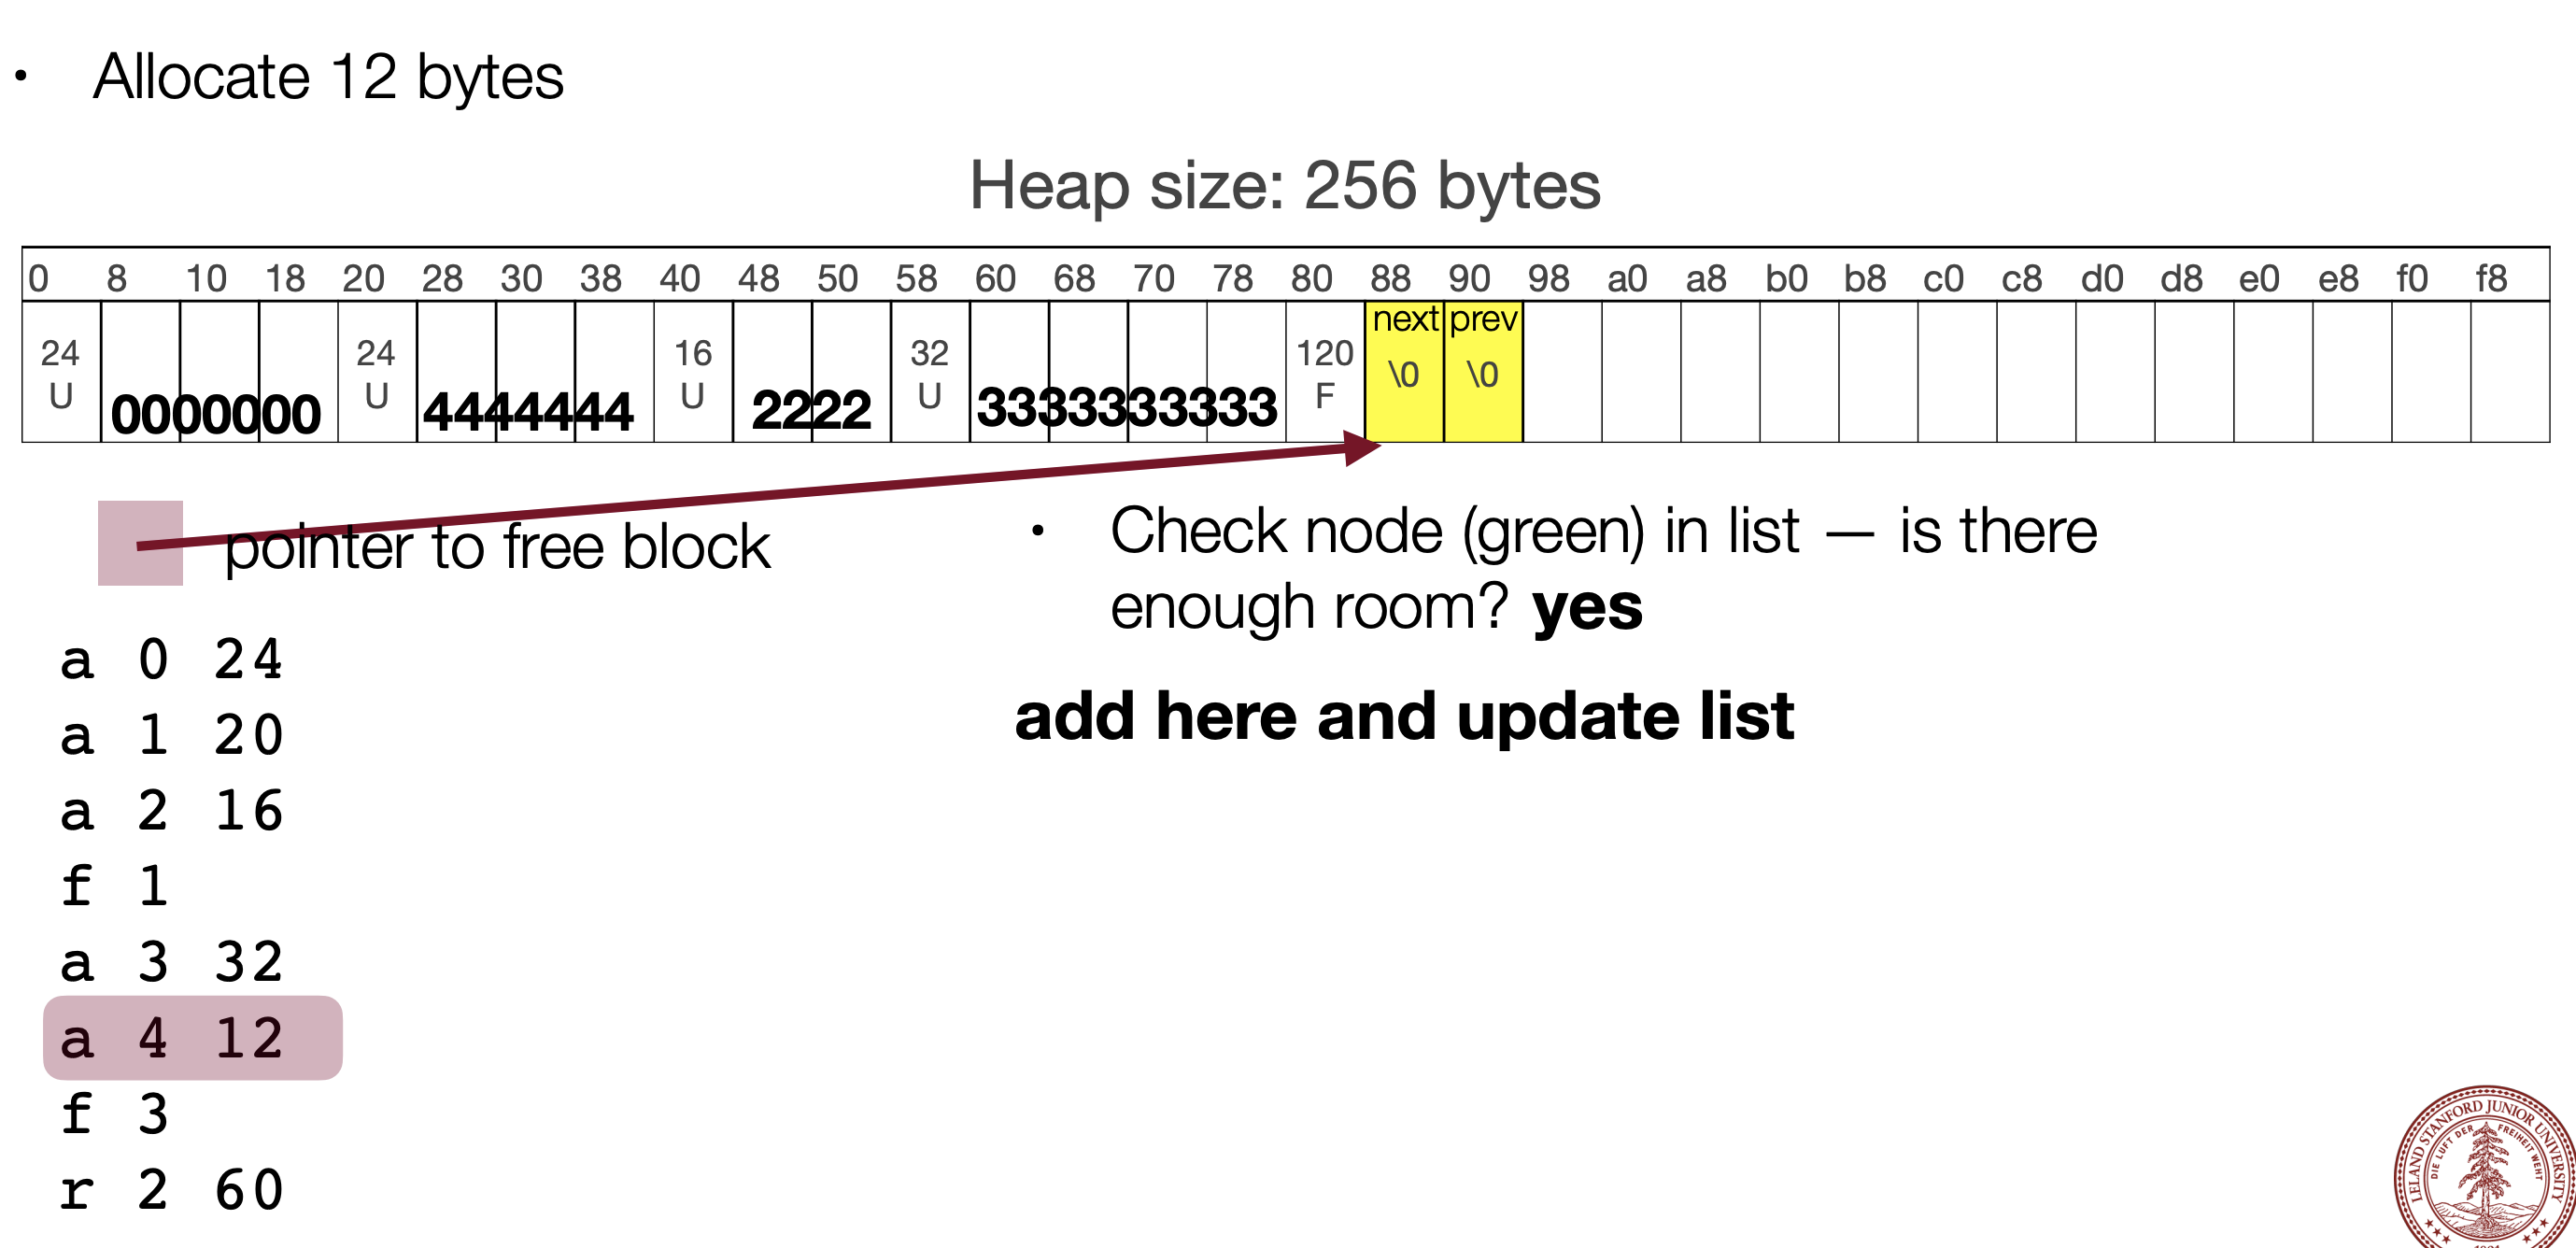 • Allocate 12 bytes
Heap size: 256 bytes
0 8 10 18 20 28 30 38 40 48 50 58 60 68 70 78 80 88 90 98 a0 a8 b0 b8 c0 c8 d0 d8 e0 e8 f0 f8
next prev
24 24 16 32 120 \0 \0
U U U U F
0000000 4444444 2222 3333333333
pointer to free block
• Check node (green) in list — is there
enough room? yes
add here and update list
a 0 24
a 1 20
a 2 16
f 1
a 3 32
a 4 12
f 3
r 2 60
LELAND STANFORD JUNIOR UNIVERSITY
DIE LUFT DER FREIHEIT WEHT